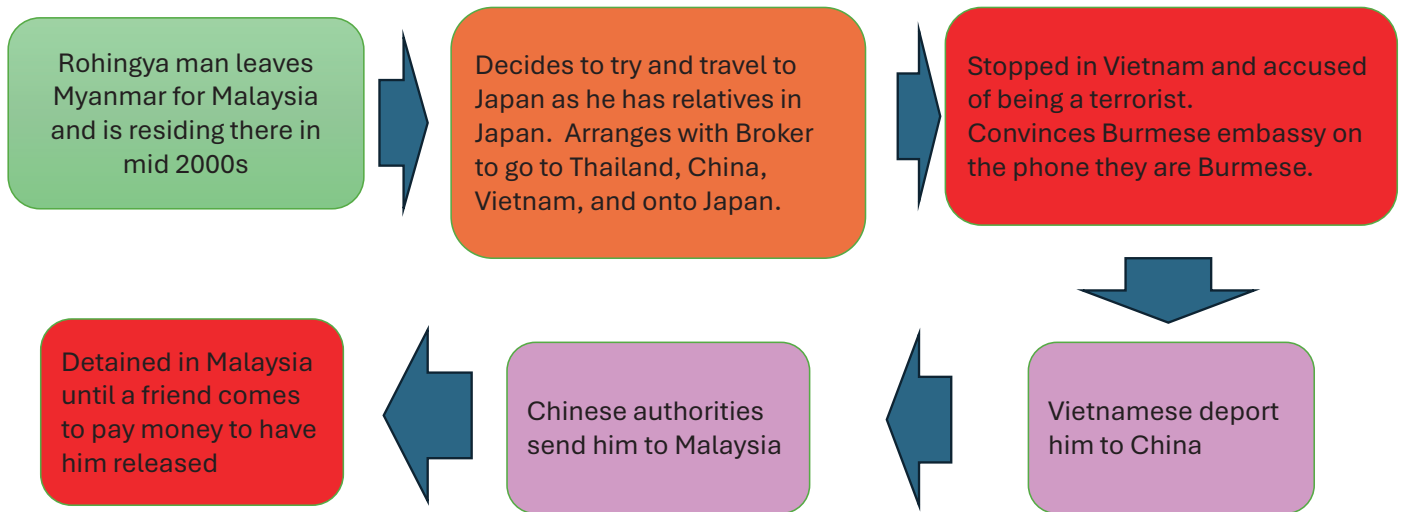 Rohingya man leaves
Myanmar for Malaysia
and is residing there in
mid 2000s
Decides to try and travel to
Japan as he has relatives in
Japan. Arranges with Broker
to go to Thailand, China,
Vietnam, and onto Japan.
Stopped in Vietnam and accused
of being a terrorist.
Convinces Burmese embassy on
the phone they are Burmese.
Vietnamese deport
him to China
Chinese authorities
send him to Malaysia
Detained in Malaysia
until a friend comes
to pay money to have
him released